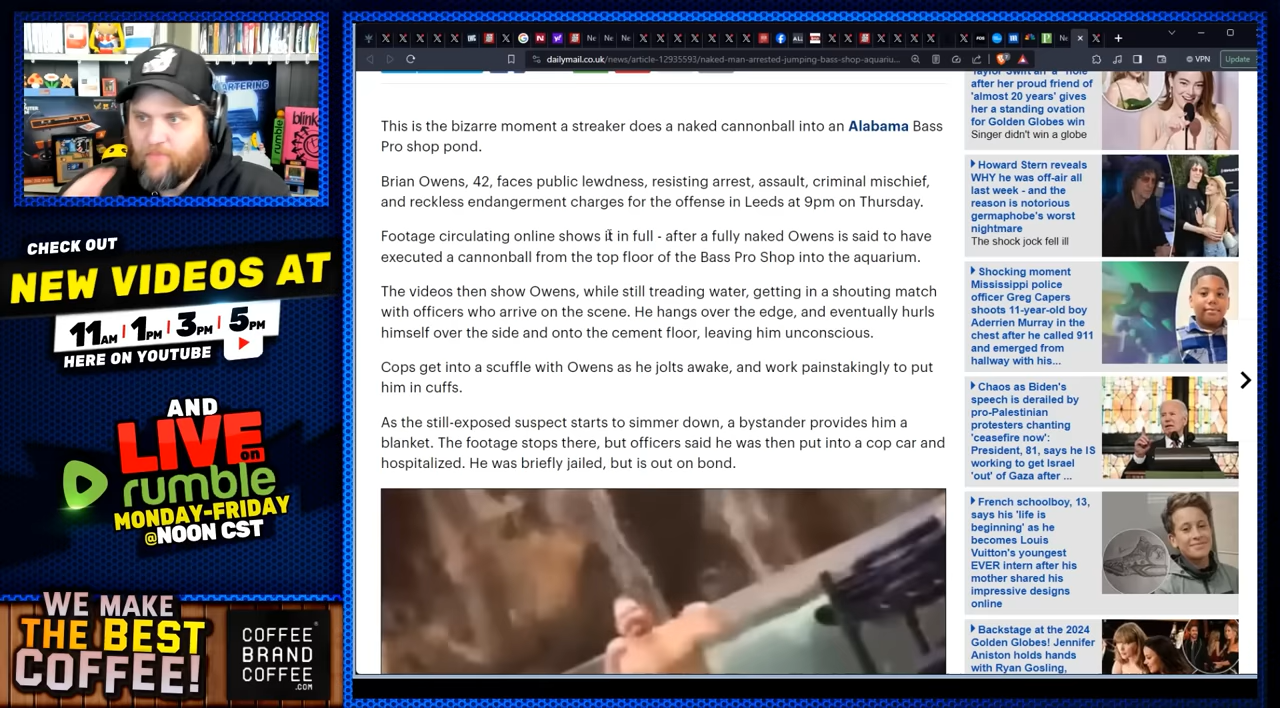 ARTERING
blink
rumble
CHECK OUT
NEW VIDEOS AT
11AM | 1PM | 3PM | 5PM
HERE ON YOUTUBE
AND
LIVE on
rumble
MONDAY-FRIDAY
@NOON CST
WE MAKE
THE BEST
COFFEE!
COFFEE
BRAND
COFFEE
.COM
dailymail.co.uk/news/article-12935593/naked-man-arrested-jumping-bass-shop-aquariu...
VPN
Update
This is the bizarre moment a streaker does a naked cannonball into an Alabama Bass
Pro shop pond.
Brian Owens, 42, faces public lewdness, resisting arrest, assault, criminal mischief,
and reckless endangerment charges for the offense in Leeds at 9pm on Thursday.
Footage circulating online shows it in full - after a fully naked Owens is said to have
executed a cannonball from the top floor of the Bass Pro Shop into the aquarium.
The videos then show Owens, while still treading water, getting in a shouting match
with officers who arrive on the scene. He hangs over the edge, and eventually hurls
himself over the side and onto the cement floor, leaving him unconscious.
Cops get into a scuffle with Owens as he jolts awake, and work painstakingly to put
him in cuffs.
As the still-exposed suspect starts to simmer down, a bystander provides him a
blanket. The footage stops there, but officers said he was then put into a cop car and
hospitalized. He was briefly jailed, but is out on bond.
Taylor Swift an 'a**hole'
after her proud friend of
'almost 20 years' gives
her a standing ovation
for Golden Globes win
Singer didn't win a globe
Howard Stern reveals
WHY he was off-air all
last week - and the
reason is notorious
germaphobe's worst
nightmare
The shock jock fell ill
Shocking moment
Mississippi police
officer Greg Capers
shoots 11-year-old boy
Aderrien Murray in the
chest after he called 911
and emerged from
hallway with his...
Chaos as Biden's
speech is derailed by
pro-Palestinian
protesters chanting
'ceasefire now':
President, 81, says he IS
working to get Israel
'out' of Gaza after ...
French schoolboy, 13,
says his 'life is
beginning' as he
becomes Louis
Vuitton's youngest
EVER intern after his
mother shared his
impressive designs
online
Backstage at the 2024
Golden Globes! Jennifer
Aniston holds hands
with Ryan Gosling,